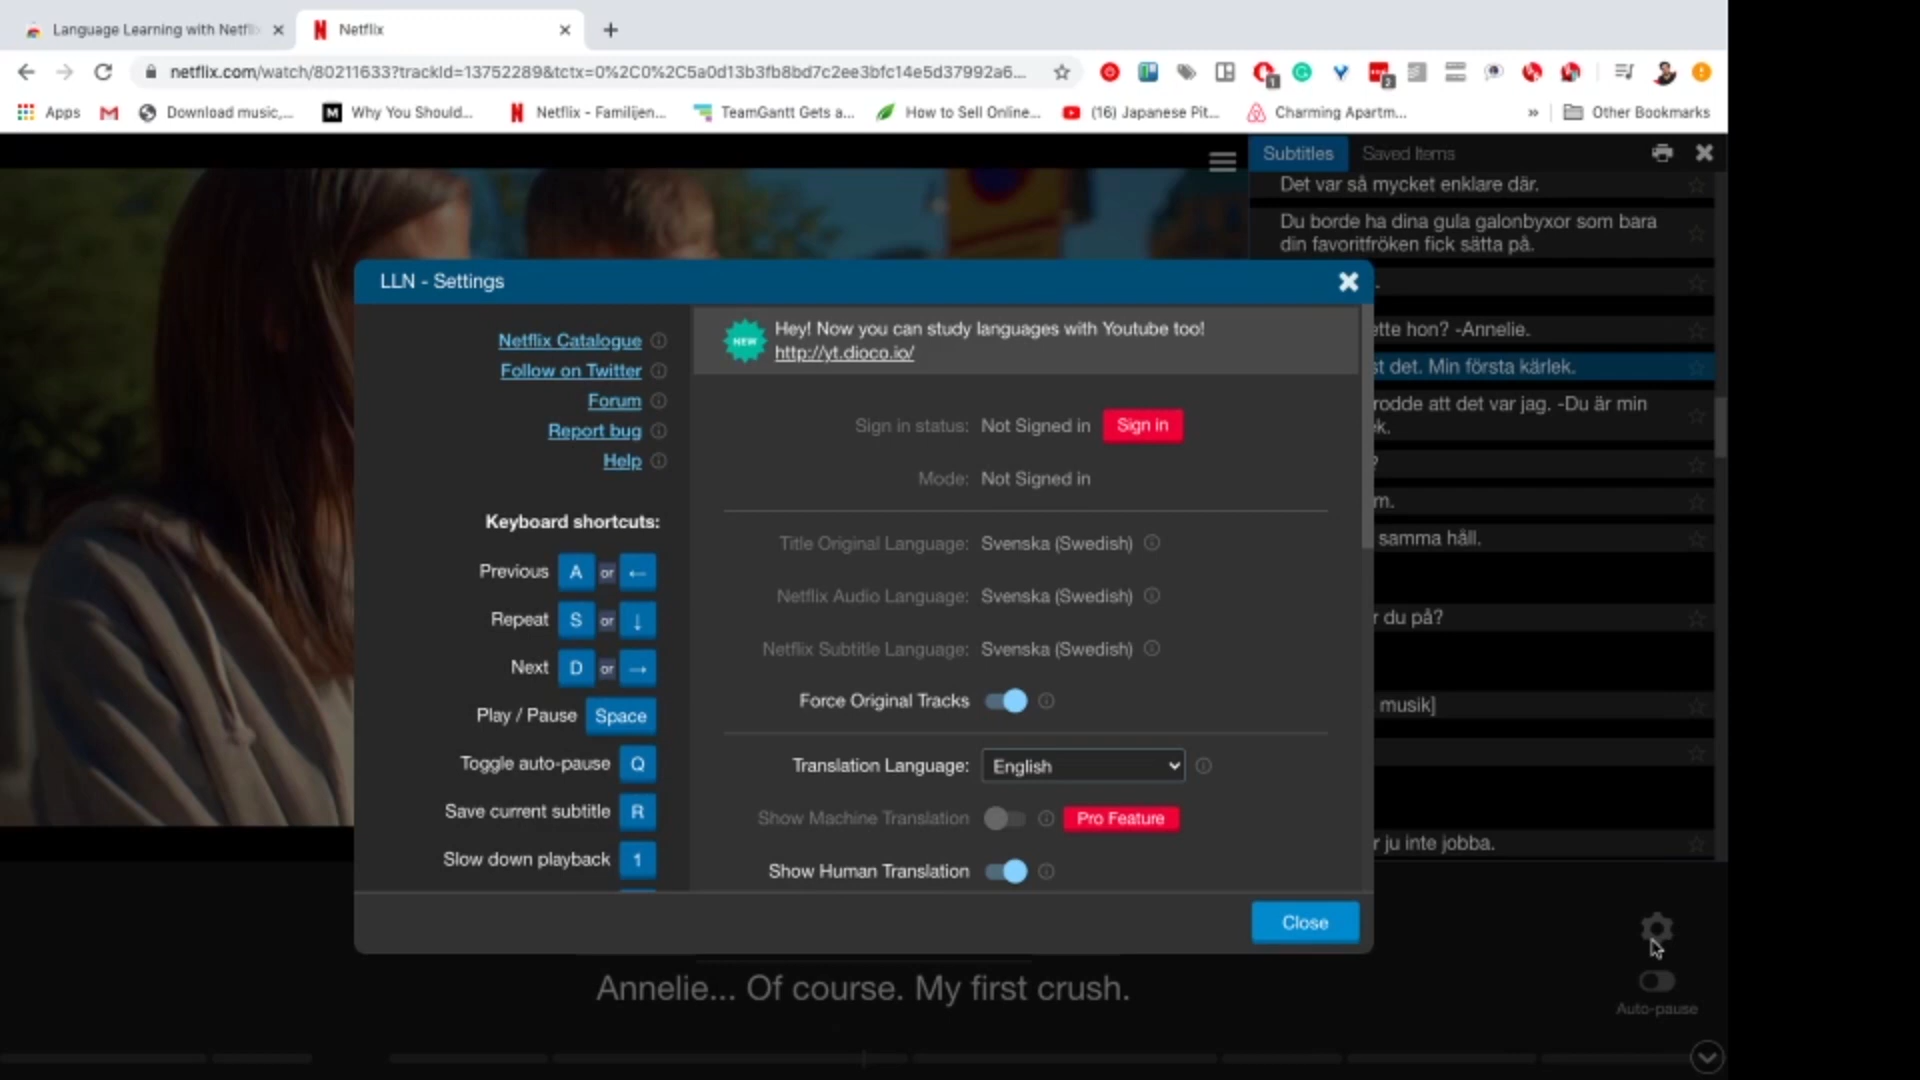 Language Learning with Netfli
Netflix
netflix.com/watch/80211633?trackId=13752289&tctx=0%2C0%2C5a0d13b3fb8bd7c2ee3bfc14e5d37992a6...
Apps
Download music,...
Why You Should...
Netflix - Familjen...
TeamGantt Gets a...
How to Sell Online...
(16) Japanese Pit...
Charming Apartm...
»
Other Bookmarks
Subtitles
Saved Items
Det var så mycket enklare där.
Du borde ha dina gula galonbyxor som bara
din favoritfröken fick sätta på.
ette hon? -Annelie.
st det. Min första kärlek.
rodde att det var jag. -Du är min
k.
?
m.
samma håll.
r du på?
musik]
r ju inte jobba.
LLN - Settings
Netflix Catalogue
Follow on Twitter
Forum
Report bug
Help
Keyboard shortcuts:
Previous A or ←
Repeat S or ↓
Next D or →
Play / Pause Space
Toggle auto-pause Q
Save current subtitle R
Slow down playback 1
NEW
Hey! Now you can study languages with Youtube too!
http://yt.dioco.io/
Sign in status: Not Signed in Sign in
Mode: Not Signed in
Title Original Language: Svenska (Swedish)
Netflix Audio Language: Svenska (Swedish)
Netflix Subtitle Language: Svenska (Swedish)
Force Original Tracks
Translation Language: English
Show Machine Translation Pro Feature
Show Human Translation
Close
Annelie... Of course. My first crush.
Auto-pause